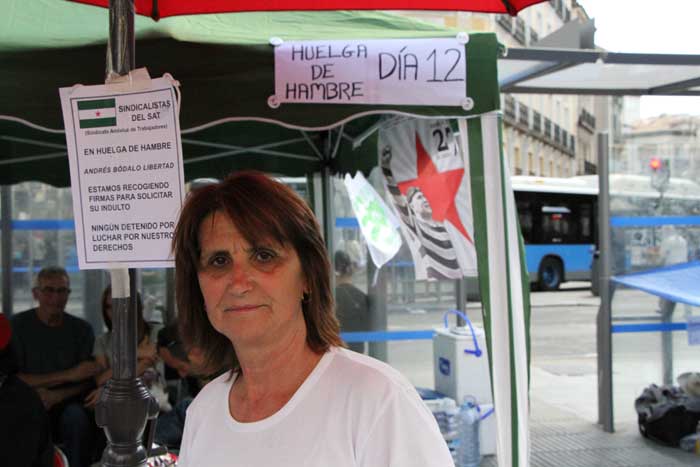 HUELGA
DE
HAMBRE
DÍA 12
SINDICALISTAS
DEL SAT
(Sindicato Andaluz de Trabajadores)
EN HUELGA DE HAMBRE
ANDRÉS BÓDALO LIBERTAD
ESTAMOS RECOGIENDO
FIRMAS PARA SOLICITAR
SU INDULTO
NINGÚN DETENIDO POR
LUCHAR POR NUESTRO
DERECHOS